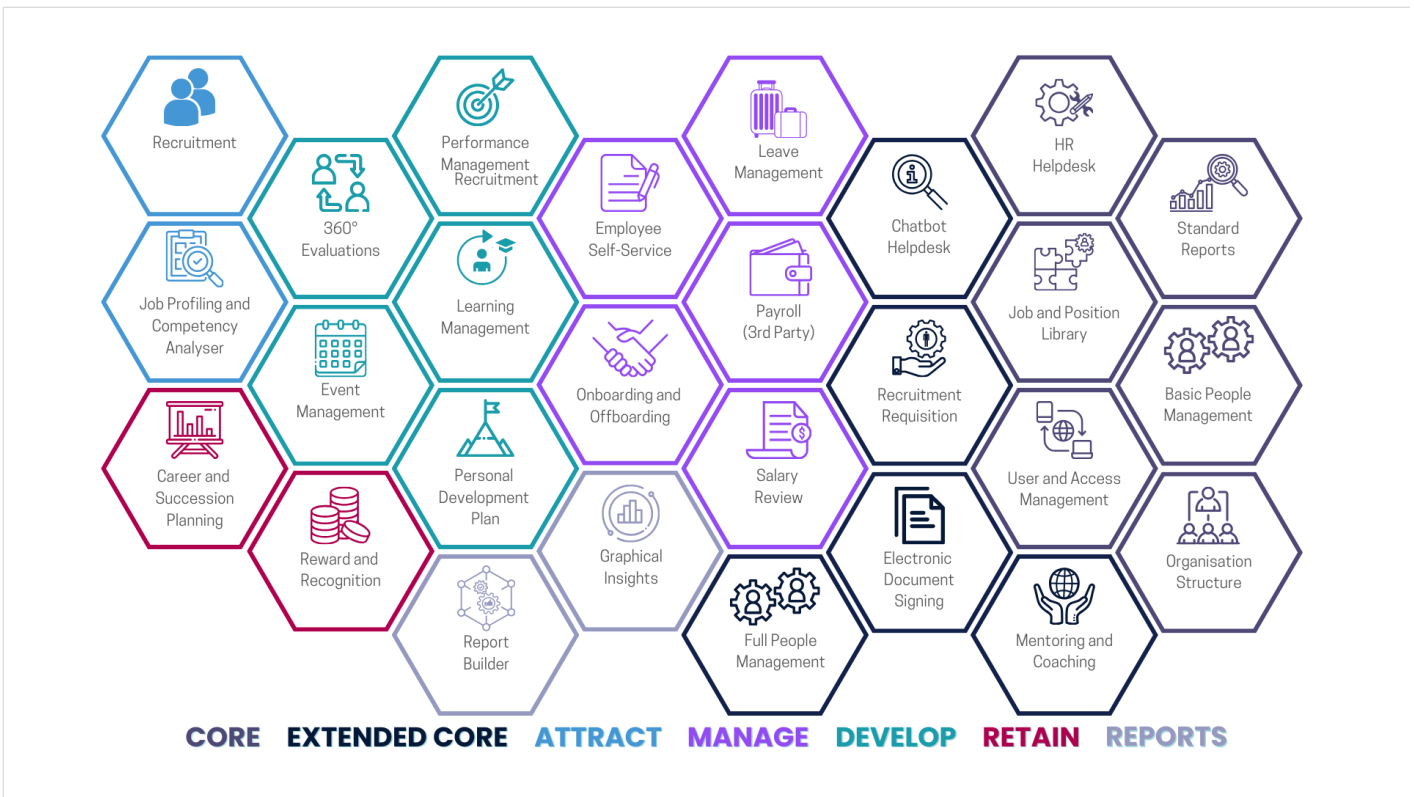 Recruitment
Performance
Management
Recruitment
Leave
Management
HR
Helpdesk
360°
Evaluations
Employee
Self-Service
Chatbot
Helpdesk
Standard
Reports
Job Profiling and
Competency
Analyser
Learning
Management
Payroll
(3rd Party)
Job and Position
Library
Event
Management
Onboarding and
Offboarding
Recruitment
Requisition
Basic People
Management
Career and
Succession
Planning
Personal
Development
Plan
Salary
Review
User and Access
Management
Reward and
Recognition
Graphical
Insights
Electronic
Document
Signing
Organisation
Structure
Report
Builder
Full People
Management
Mentoring and
Coaching
CORE EXTENDED CORE ATTRACT MANAGE DEVELOP RETAIN REPORTS